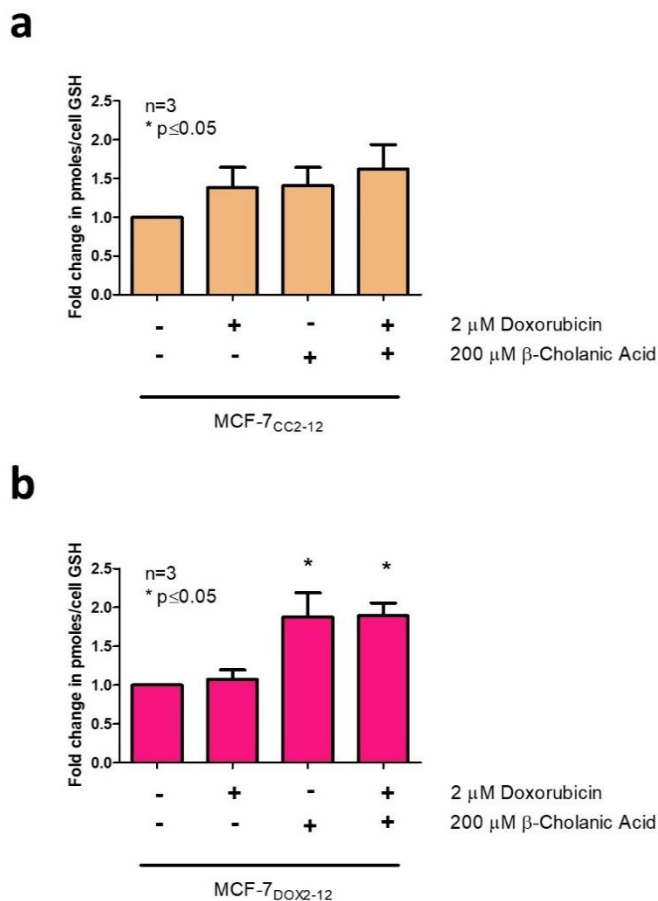 a
Fold change in pmoles/cell GSH
2.5
2.0
1.5
1.0
0.5
0.0
n=3
* p≤0.05
- + - + 2 μM Doxorubicin
- - + + 200 μM β-Cholanic Acid
MCF-7CC2-12
b
Fold change in pmoles/cell GSH
2.5
2.0
1.5
1.0
0.5
0.0
n=3
* p≤0.05
* *
- + - + 2 μM Doxorubicin
- - + + 200 μM β-Cholanic Acid
MCF-7DOX2-12